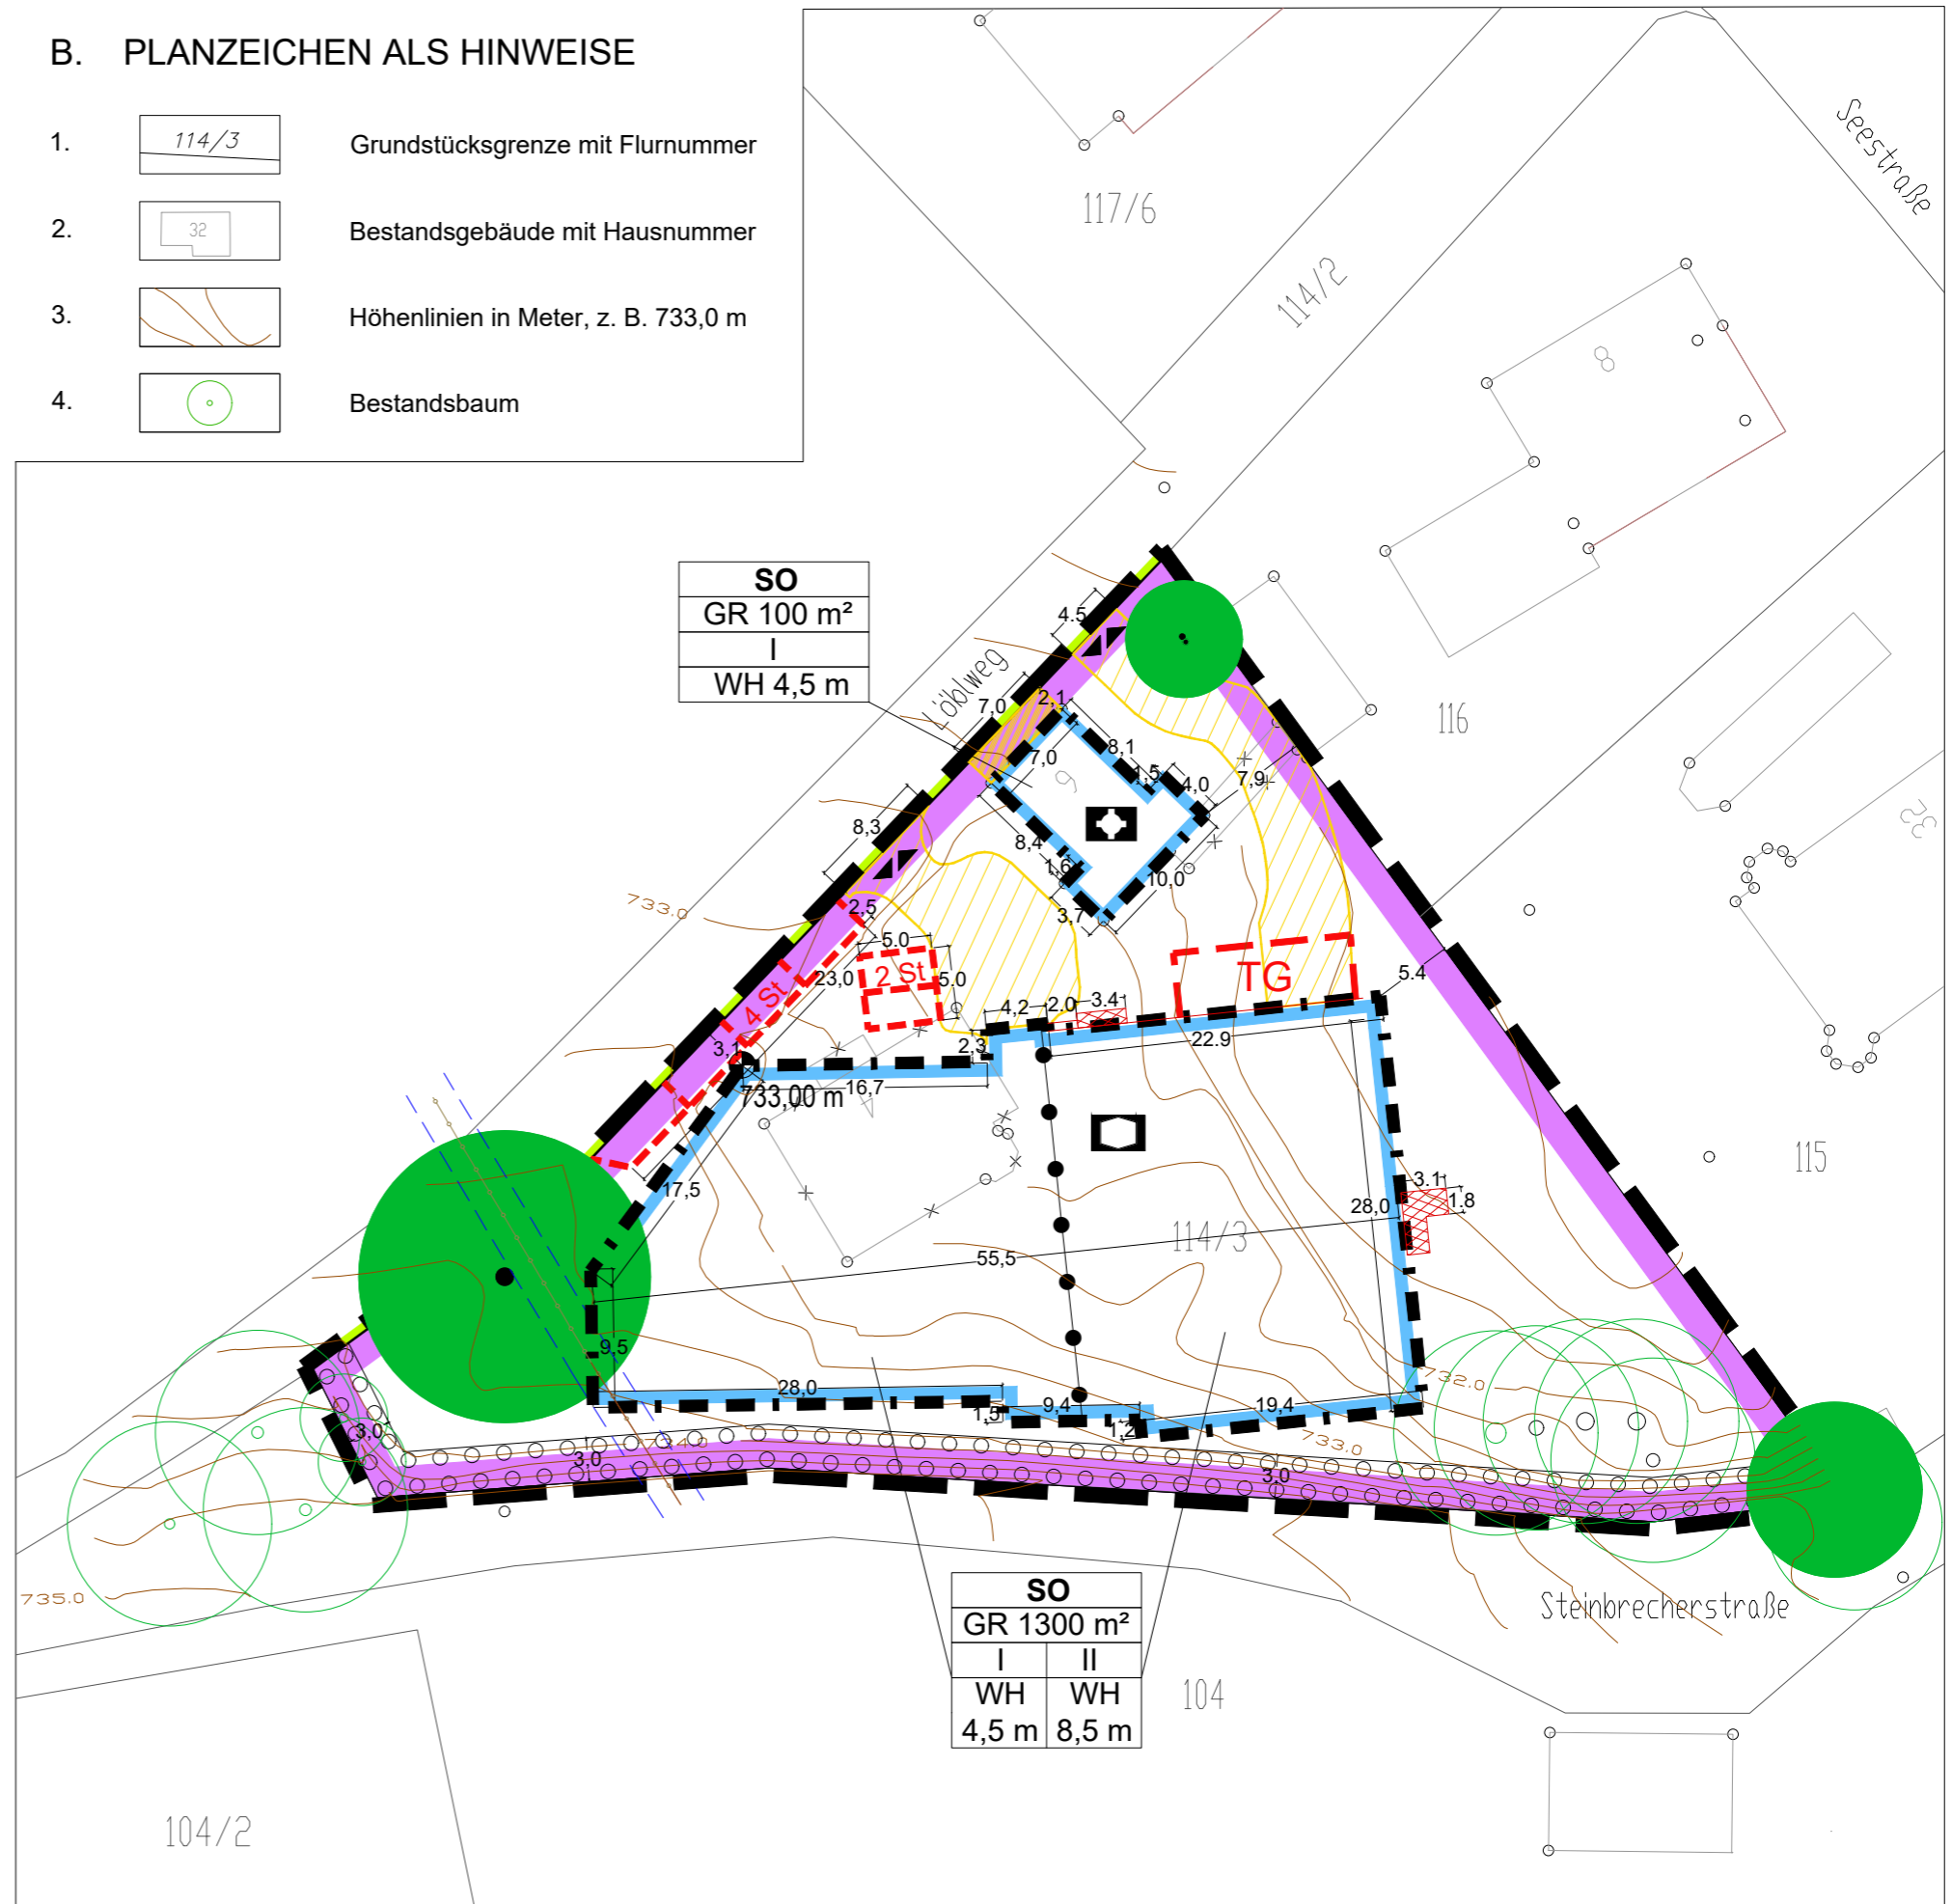 B. PLANZEICHEN ALS HINWEISE
1. 114/3 Grundstücksgrenze mit Flurnummer
2. 32 Bestandsgebäude mit Hausnummer
3. Höhenlinien in Meter, z. B. 733,0 m
4. Bestandsbaum
Seestraße
117/6
114/2
8
SO
GR 100 m²
I
WH 4,5 m
4.5
Löblweg
7,0
2,1
116
7,0
8,1
1,5
4,0
7,9
9
32
8,3
8,4
1,6
10,0
3,7
733.0
2,5
5.0
23,0
2 St
5.0
TG
5.4
4 St
4,2
2.0
3.4
22.9
3,1
2,3
16,7
733,00 m
115
17,5
3.1
1.8
28,0
114/3
55,5
9,5
28,0
732.0
1,5
9,4
19,4
1,2
3,0
3,0
34.0
733.0
3,0
735.0
Steinbrecherstraße
SO
GR 1300 m²
I II
WH WH
4,5 m 8,5 m
104
104/2